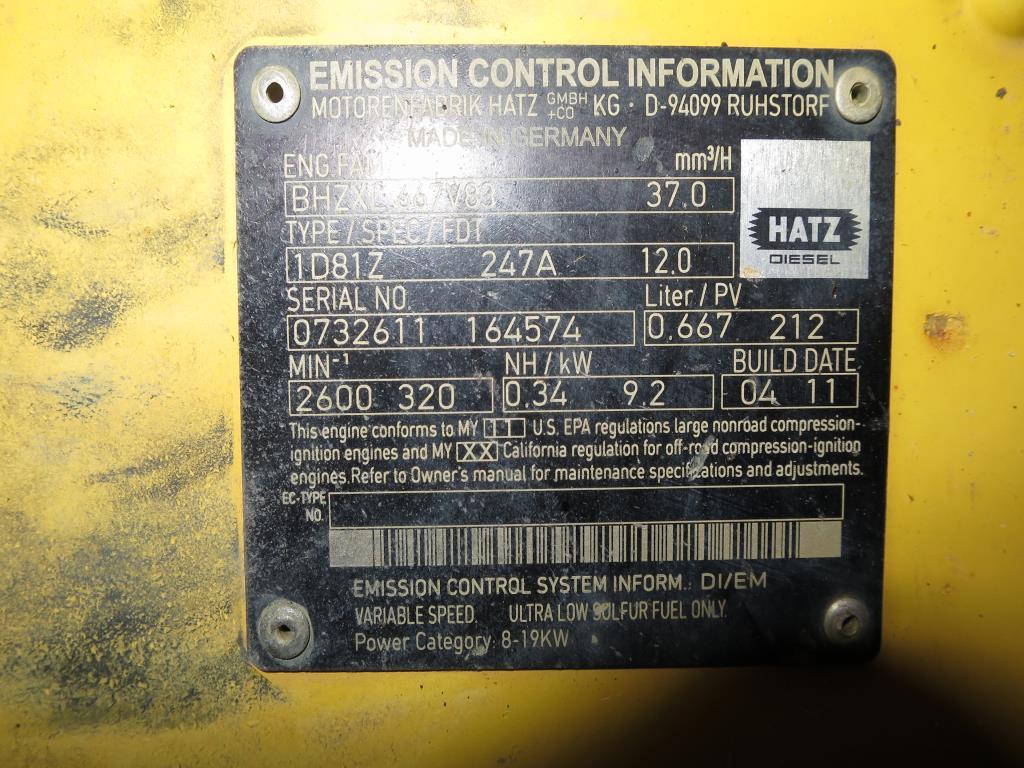 EMISSION CONTROL INFORMATION
MOTORENFABRIK HATZ GMBH +CO KG · D-94099 RUHSTORF
MADE IN GERMANY
ENG. mm³/H
37.0
HATZ
DIESEL
TYPE / SPEC / FDT
1D81Z 247A 12.0
SERIAL NO. Liter / PV
0732611 164574 0.667 212
MIN⁻¹ NH / kW BUILD DATE
2600 320 0.34 9.2 04 11
This engine conforms to MY 11 U.S. EPA regulations large nonroad compression-
ignition engines and MY XX California regulation for off-road compression-ignition
engines. Refer to Owner's manual for maintenance specifications and adjustments.
EC-TYPE
NO.
EMISSION CONTROL SYSTEM INFORM.: DI/EM
VARIABLE SPEED. ULTRA LOW SULFUR FUEL ONLY.
Power Category: 8-19KW